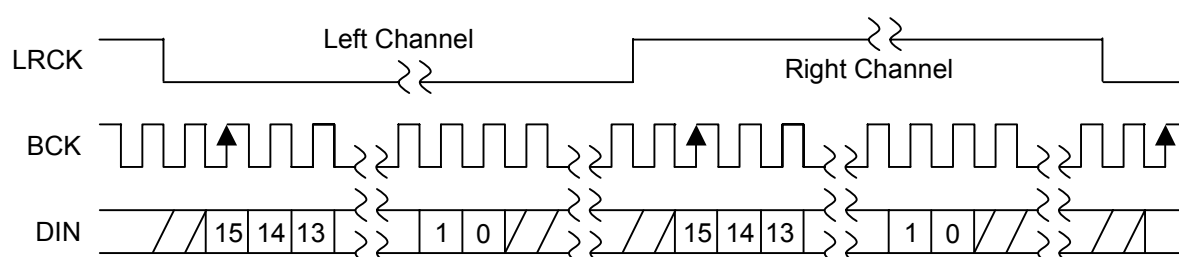 LRCK Left Channel Right Channel
BCK
DIN 15 14 13 1 0 15 14 13 1 0